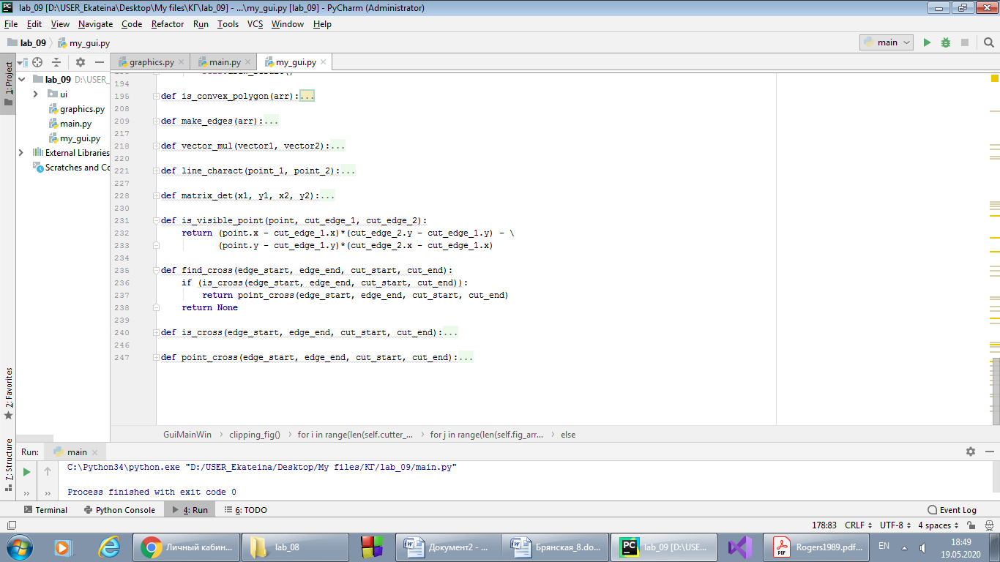 lab_09 [D:\USER_Ekateina\Desktop\My files\КГ\lab_09] - ...\my_gui.py [lab_09] - PyCharm (Administrator)
File Edit View Navigate Code Refactor Run Tools VCS Window Help
lab_09 my_gui.py main
1: Project
graphics.py main.py my_gui.py
lab_09 D:\USER_
ui
graphics.py
main.py
my_gui.py
External Libraries
Scratches and Co
194
195 def is_convex_polygon(arr):...
208
209 def make_edges(arr):...
217
218 def vector_mul(vector1, vector2):...
220
221 def line_charact(point_1, point_2):...
227
228 def matrix_det(x1, y1, x2, y2):...
230
231 def is_visible_point(point, cut_edge_1, cut_edge_2):
232 return (point.x - cut_edge_1.x)*(cut_edge_2.y - cut_edge_1.y) - \
233 (point.y - cut_edge_1.y)*(cut_edge_2.x - cut_edge_1.x)
234
235 def find_cross(edge_start, edge_end, cut_start, cut_end):
236 if (is_cross(edge_start, edge_end, cut_start, cut_end)):
237 return point_cross(edge_start, edge_end, cut_start, cut_end)
238 return None
239
240 def is_cross(edge_start, edge_end, cut_start, cut_end):...
246
247 def point_cross(edge_start, edge_end, cut_start, cut_end):...
2: Favorites
7: Structure
GuiMainWin clipping_fig() for i in range(len(self.cutter_... for j in range(len(self.fig_arr... else
Run: main
C:\Python34\python.exe "D:/USER_Ekateina/Desktop/My files/КГ/lab_09/main.py"
Process finished with exit code 0
Terminal Python Console 4: Run 6: TODO Event Log
178:83 CRLF UTF-8 4 spaces
Личный кабин... lab_08 Документ2 - ... Брянская_8.do... lab_09 [D:\USE... Rogers1989.pdf... EN 18:49
19.05.2020